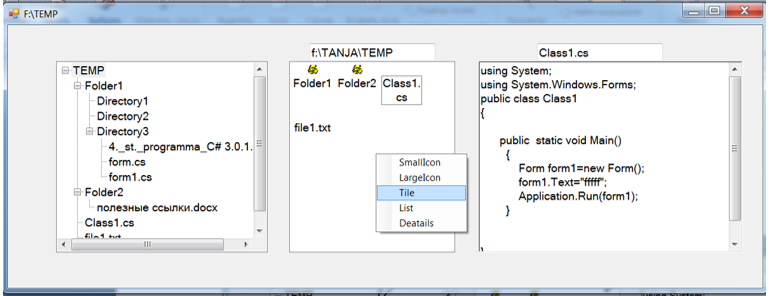 F:\TEMP
TEMP
Folder1
Directory1
Directory2
Directory3
4._st._programma_C# 3.0.1.
form.cs
form1.cs
Folder2
полезные ссылки.docx
Class1.cs
file1.txt
f:\TANJA\TEMP
Folder1 Folder2 Class1.
cs
file1.txt
SmallIcon
LargeIcon
Tile
List
Deatails
Class1.cs
using System;
using System.Windows.Forms;
public class Class1
{
public static void Main()
{
Form form1=new Form();
form1.Text="fffff";
Application.Run(form1);
}
}